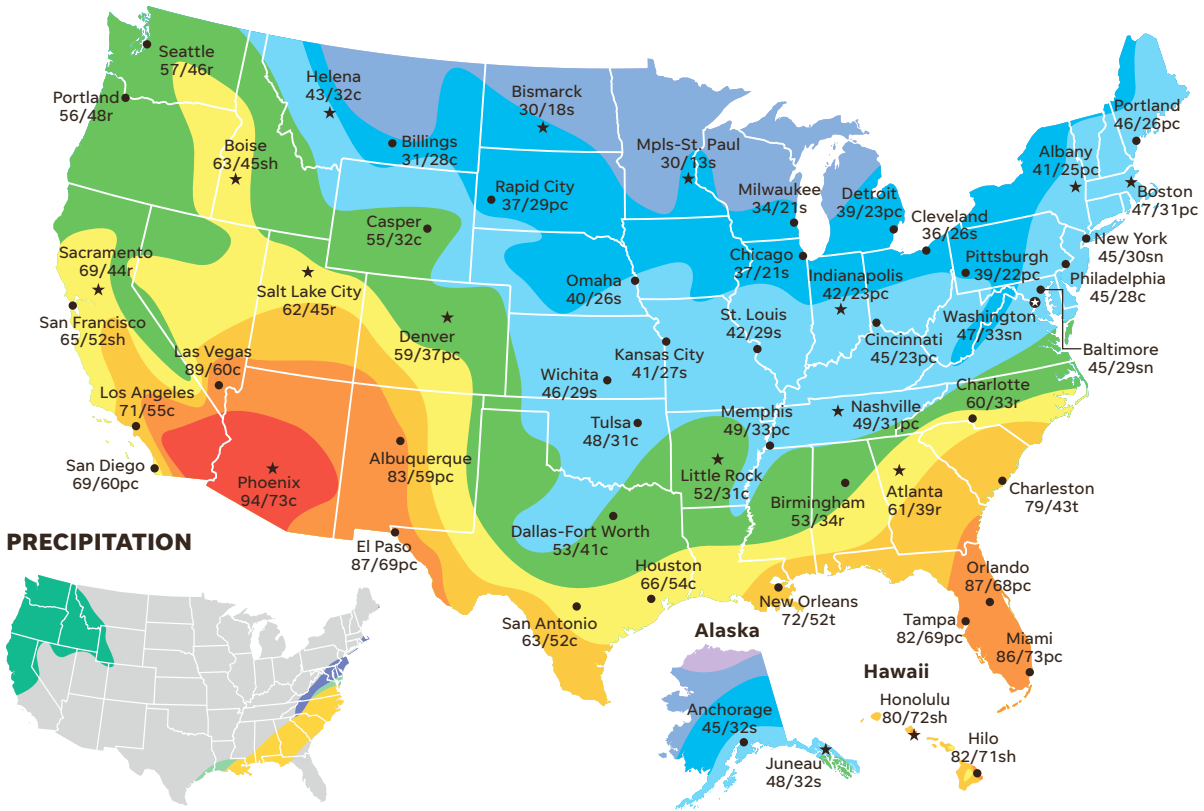 Seattle
57/46r
Portland
56/48r
Helena
43/32c
Billings
31/28c
Bismarck
30/18s
Mpls-St. Paul
30/13s
Boise
63/45sh
Rapid City
37/29pc
Milwaukee
34/21s
Detroit
39/23pc
Portland
46/26pc
Albany
41/25pc
Boston
47/31pc
Casper
55/32c
Cleveland
36/26s
New York
45/30sn
Sacramento
69/44r
Salt Lake City
62/45r
Omaha
40/26s
Chicago
37/21s
Indianapolis
42/23pc
Pittsburgh
39/22pc
Philadelphia
45/28c
San Francisco
65/52sh
Denver
59/37pc
St. Louis
42/29s
Cincinnati
45/23pc
Washington
47/33sn
Baltimore
45/29sn
Las Vegas
89/60c
Kansas City
41/27s
Wichita
46/29s
Los Angeles
71/55c
Charlotte
60/33r
Tulsa
48/31c
Memphis
49/33pc
Nashville
49/31pc
San Diego
69/60pc
Phoenix
94/73c
Albuquerque
83/59pc
Little Rock
52/31c
Birmingham
53/34r
Atlanta
61/39r
Charleston
79/43t
Dallas-Fort Worth
53/41c
PRECIPITATION
El Paso
87/69pc
Houston
66/54c
San Antonio
63/52c
New Orleans
72/52t
Orlando
87/68pc
Tampa
82/69pc
Miami
86/73pc
Alaska
Anchorage
45/32s
Juneau
48/32s
Hawaii
Honolulu
80/72sh
Hilo
82/71sh